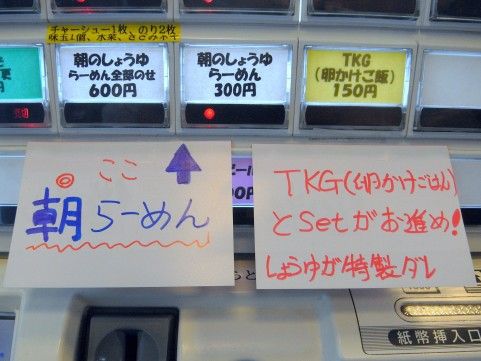 チャーシュー1枚、のり2枚
朝のしょうゆ
らーめん全部のせ
600円
朝のしょうゆ
らーめん
300円
TKG
(卵かけご飯)
150円
ここ
朝らーめん
TKG(卵かけごはん)
とSetがお進め!
しょうゆが特製ダレ
紙幣挿入口